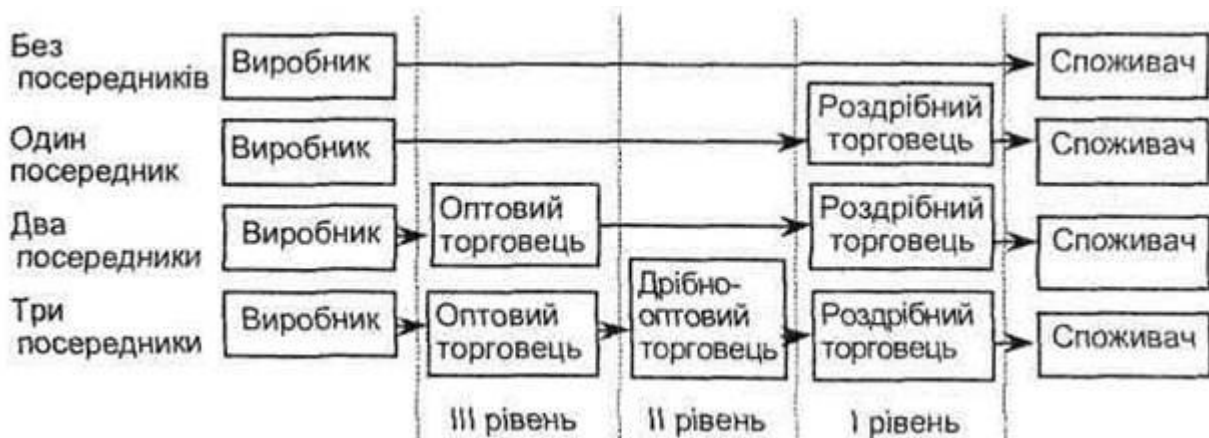 Без
посередників
Виробник
Споживач
Один
посередник
Виробник
Роздрібний
торговець
Споживач
Два
посередники
Виробник
Оптовий
торговець
Роздрібний
торговець
Споживач
Три
посередники
Виробник
Оптовий
торговець
Дрібно-
оптовий
торговець
Роздрібний
торговець
Споживач
III рівень
II рівень
I рівень